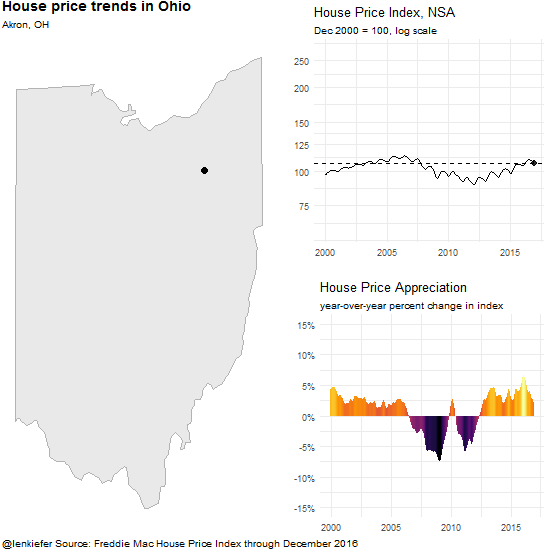 House price trends in Ohio
Akron, OH
House Price Index, NSA
Dec 2000 = 100, log scale
250
200
150
125
100
75
2000 2005 2010 2015
House Price Appreciation
year-over-year percent change in index
15%
10%
5%
0%
-5%
-10%
-15%
2000 2005 2010 2015
@lenkiefer Source: Freddie Mac House Price Index through December 2016